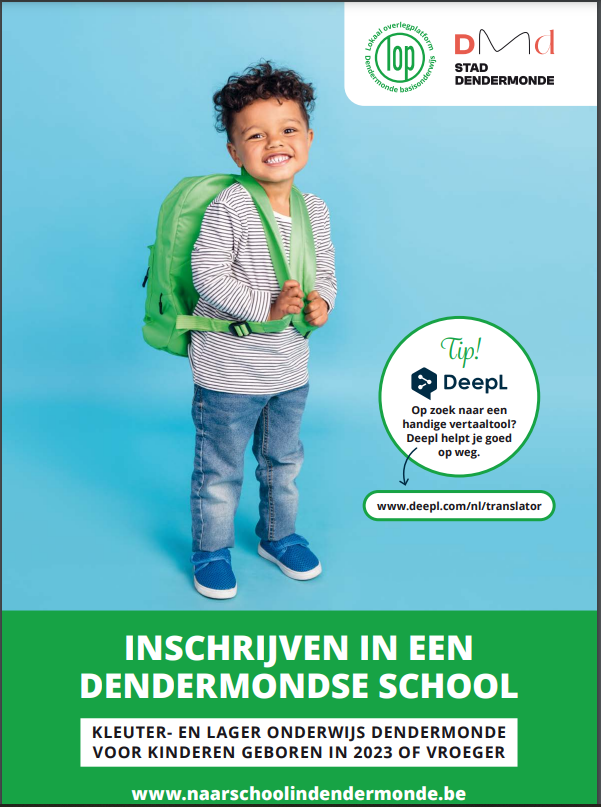 Lokaal overlegplatform
lop
Dendermonde basisonderwijs
DMd
STAD
DENDERMONDE
Tip!
DeepL
Op zoek naar een
handige vertaaltool?
Deepl helpt je goed
op weg.
www.deepl.com/nl/translator
INSCHRIJVEN IN EEN
DENDERMONDSE SCHOOL
KLEUTER- EN LAGER ONDERWIJS DENDERMONDE
VOOR KINDEREN GEBOREN IN 2023 OF VROEGER
www.naarschoolindendermonde.be